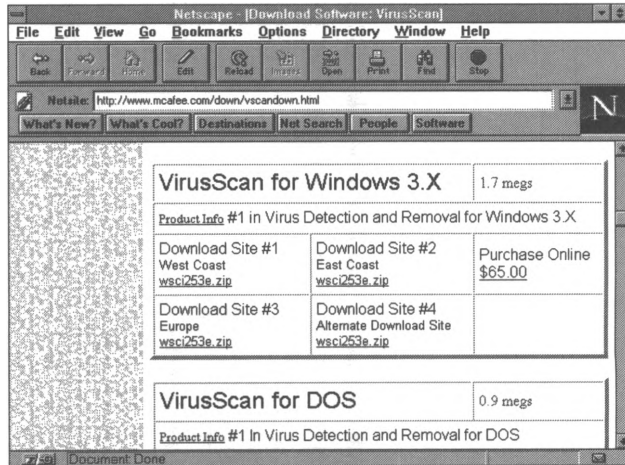 Netscape - [Download Software: VirusScan]
File Edit View Go Bookmarks Options Directory Window Help
Back Forward Home Edit Reload Images Open Print Find Stop
Netsite: http://www.mcafee.com/down/vscandown.html
N
What's New? What's Cool? Destinations Net Search People Software
VirusScan for Windows 3.X 1.7 megs
Product Info #1 in Virus Detection and Removal for Windows 3.X
Download Site #1 Download Site #2 Purchase Online
West Coast East Coast $65.00
wsci253e.zip wsci253e.zip
Download Site #3 Download Site #4
Europe Alternate Download Site
wsci253e.zip wsci253e.zip
VirusScan for DOS 0.9 megs
Product Info #1 In Virus Detection and Removal for DOS
Document Done